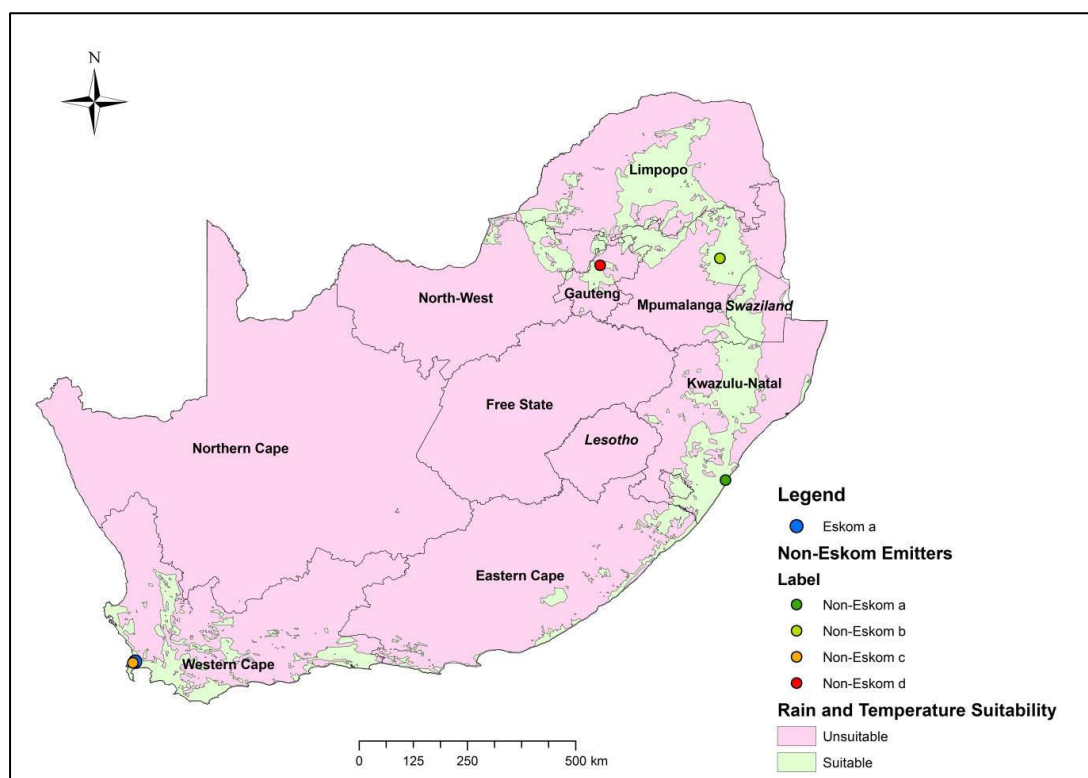 N
Limpopo
North-West
Gauteng
Mpumalanga
Swaziland
Kwazulu-Natal
Free State
Lesotho
Northern Cape
Eastern Cape
Western Cape
Legend
Eskom a
Non-Eskom Emitters
Label
Non-Eskom a
Non-Eskom b
Non-Eskom c
Non-Eskom d
Rain and Temperature Suitability
Unsuitable
Suitable
0 125 250 500 km